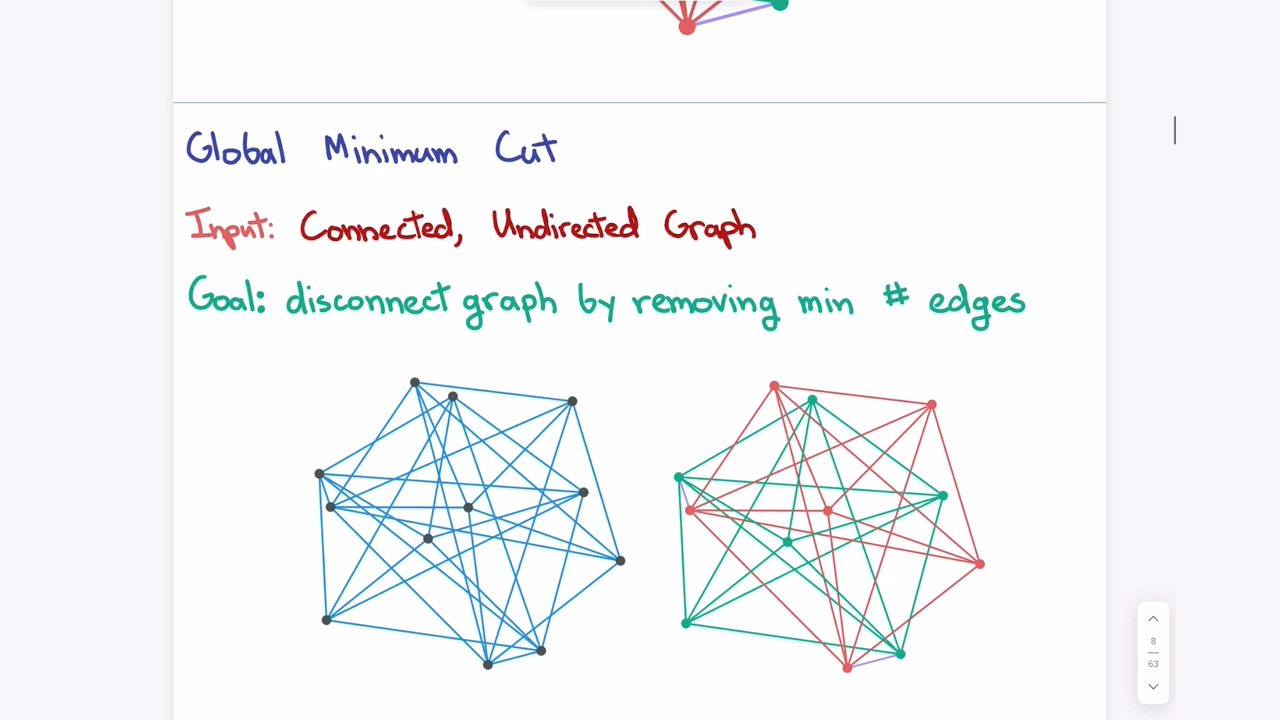 Global Minimum Cut
Input: Connected, Undirected Graph
Goal: disconnect graph by removing min # edges
8
63